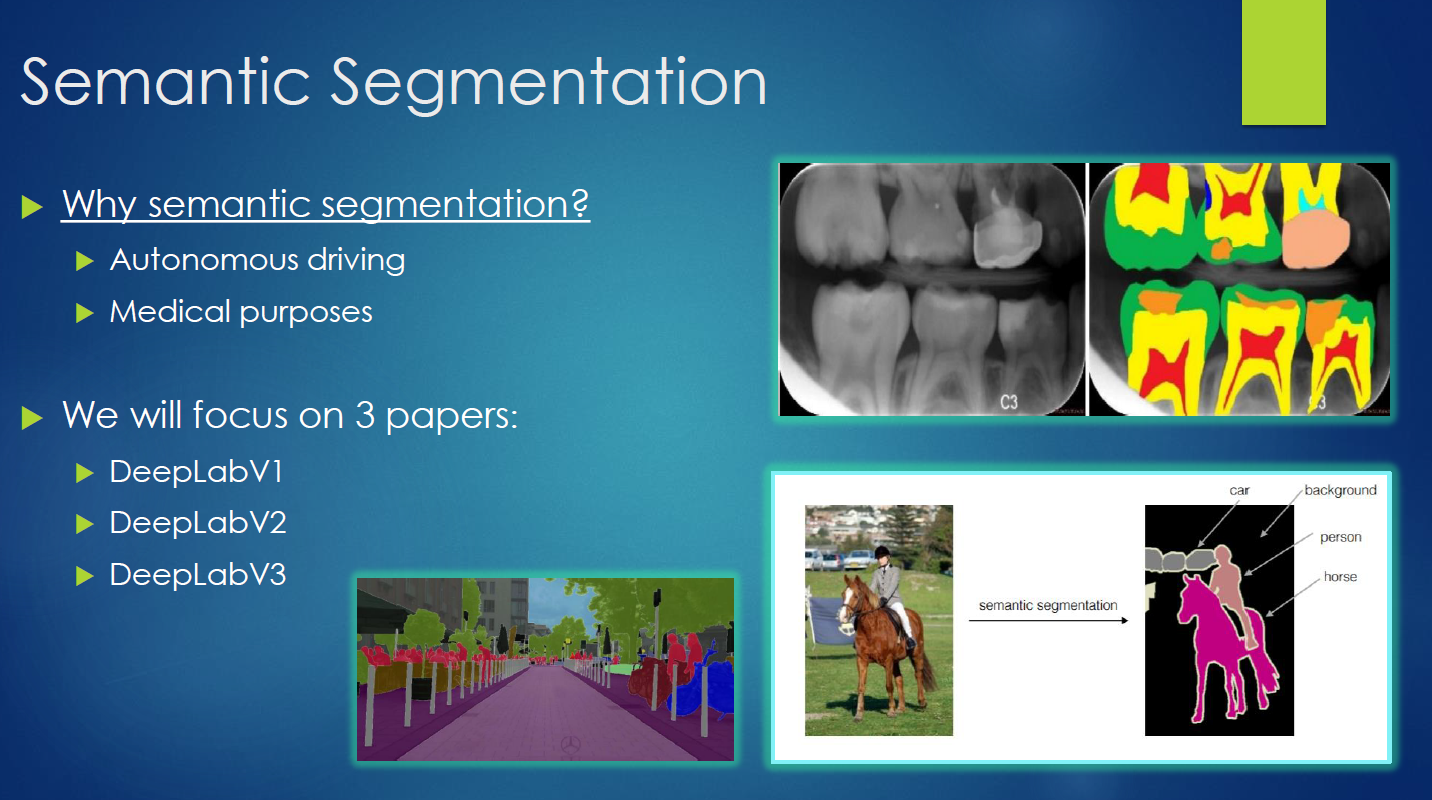 Semantic Segmentation
Why semantic segmentation?
Autonomous driving
Medical purposes
We will focus on 3 papers:
DeepLabV1
DeepLabV2
DeepLabV3
C3
car
background
person
horse
semantic segmentation